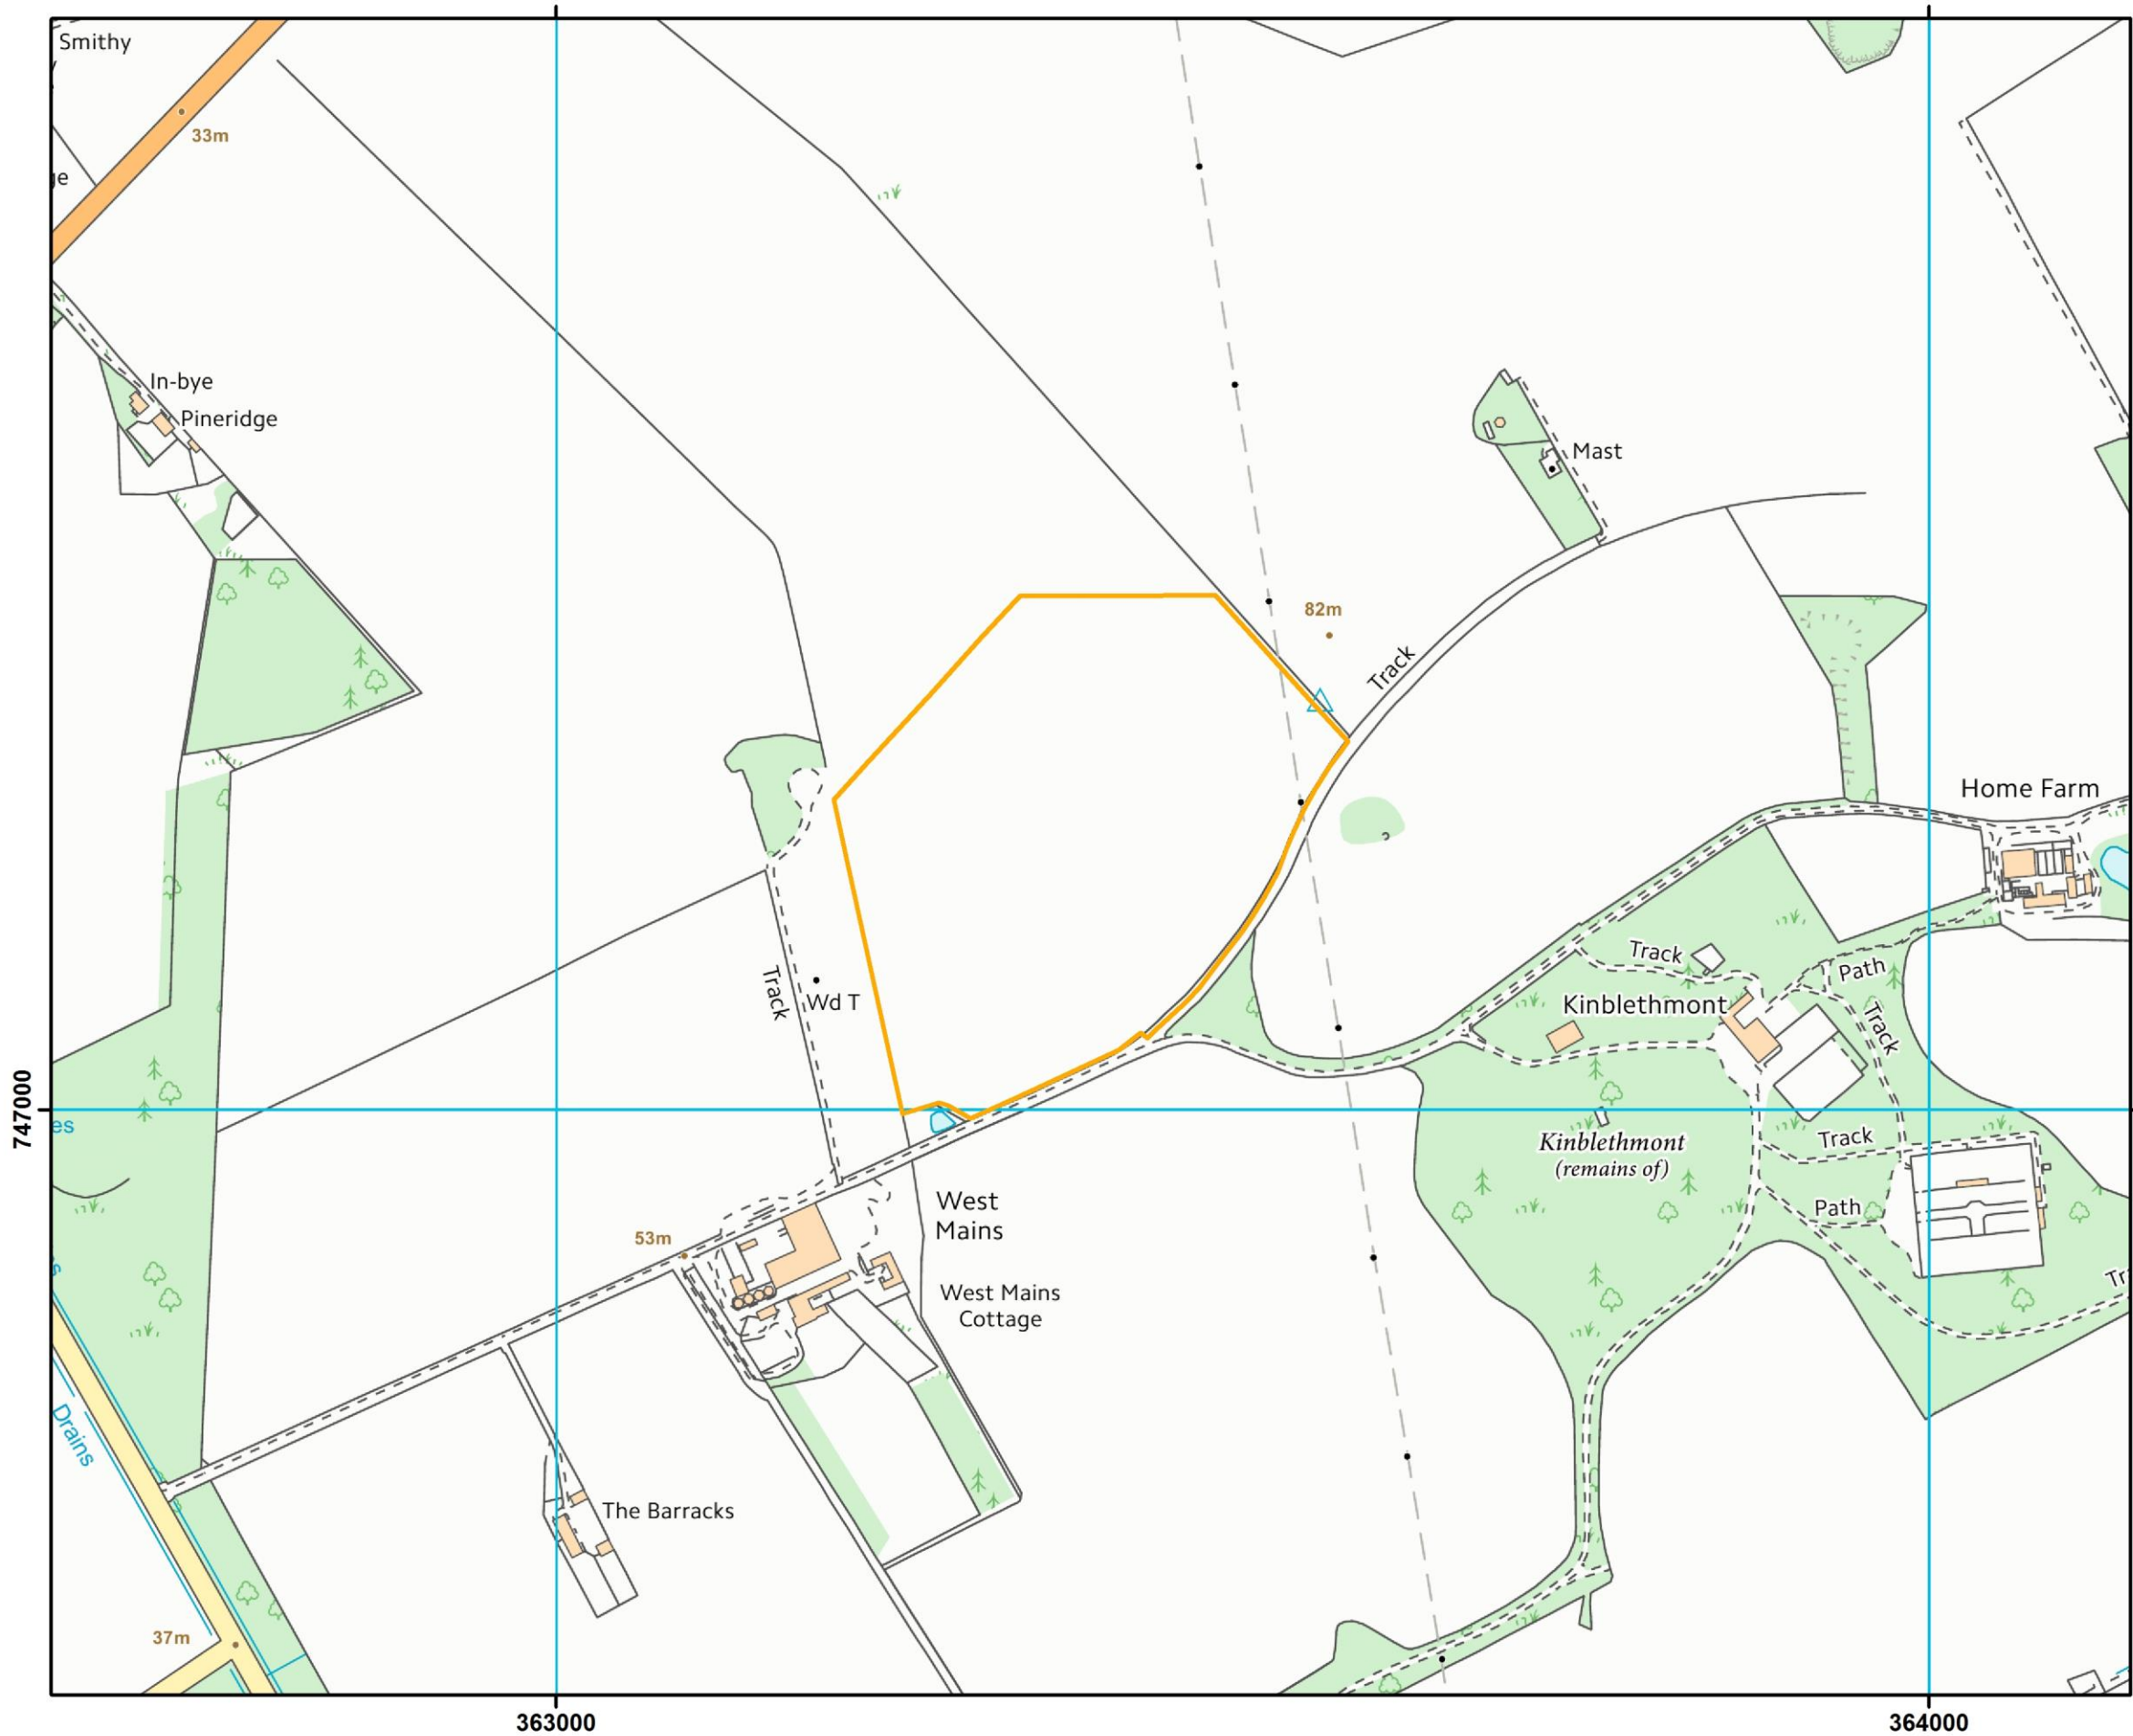 Smithy
33m
In-bye
Pineridge
Mast
82m
Track
Home Farm
Track
Path
Track
Wd T
Kinblethmont
Track
747000
Kinblethmont
(remains of)
Track
West
Mains
Path
53m
West Mains
Cottage
Drains
The Barracks
37m
363000
364000